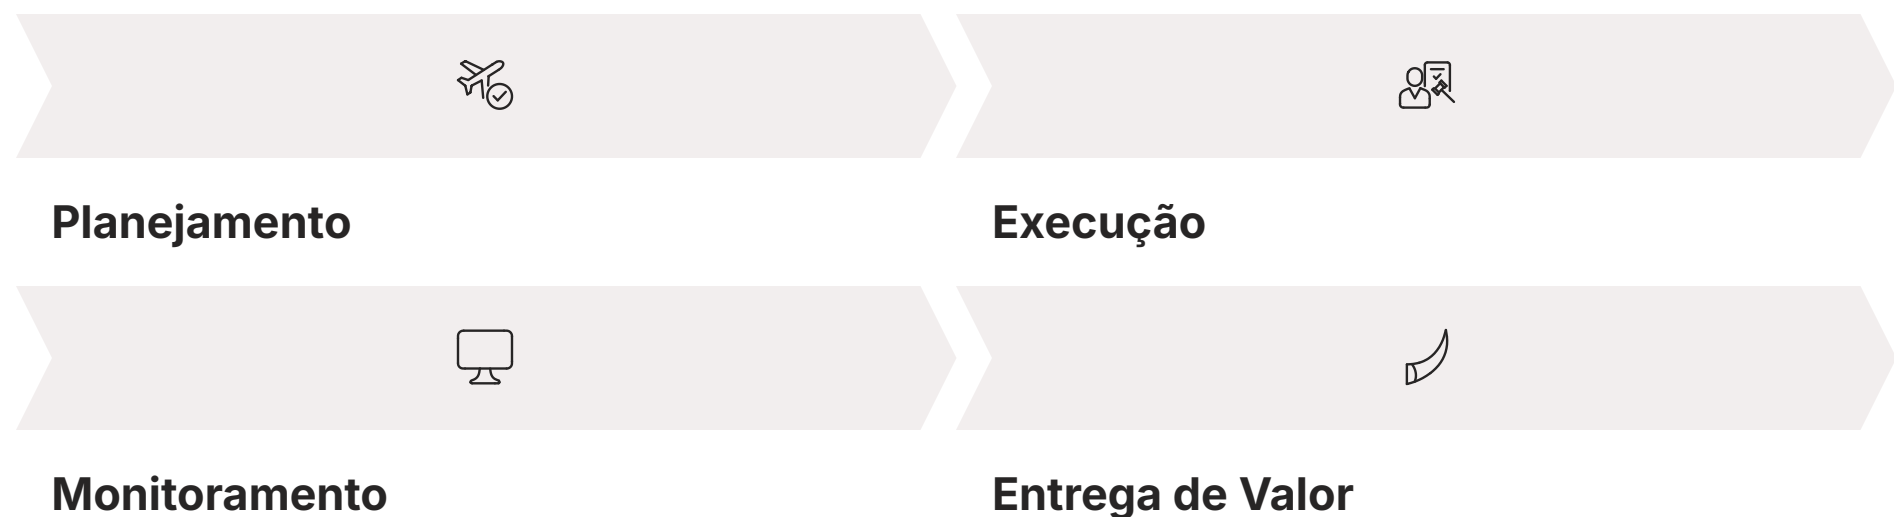 Planejamento
Execução
Monitoramento
Entrega de Valor